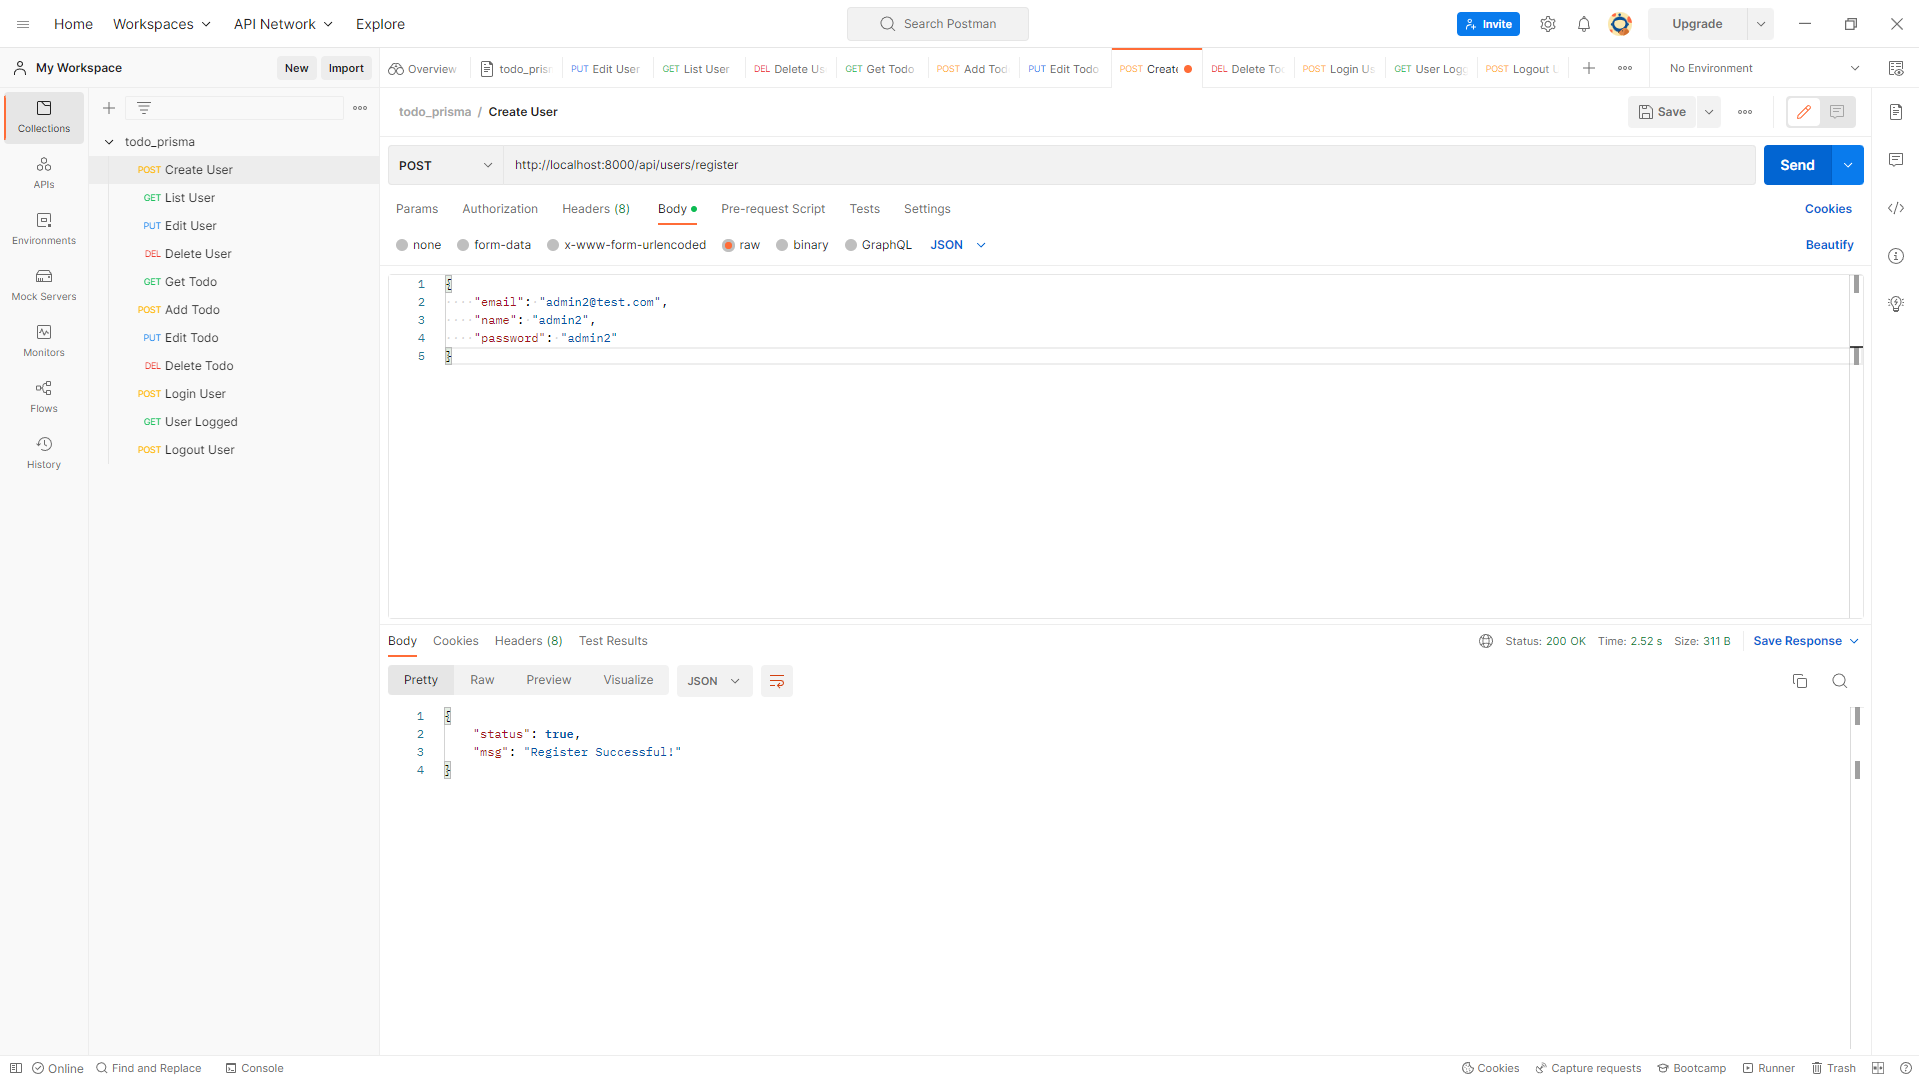 Home Workspaces API Network Explore Search Postman Invite Upgrade
My Workspace New Import
Overview todo_prism PUT Edit User GET List User DEL Delete Us GET Get Todo POST Add Tod PUT Edit Todo POST Create DEL Delete Tod POST Login Us GET User Logg POST Logout U No Environment
Collections
APIs
Environments
Mock Servers
Monitors
Flows
History
todo_prisma
POST Create User
GET List User
PUT Edit User
DEL Delete User
GET Get Todo
POST Add Todo
PUT Edit Todo
DEL Delete Todo
POST Login User
GET User Logged
POST Logout User
todo_prisma / Create User Save
POST http://localhost:8000/api/users/register Send
Params Authorization Headers (8) Body Pre-request Script Tests Settings Cookies
none form-data x-www-form-urlencoded raw binary GraphQL JSON Beautify
1 {
2 "email": "admin2@test.com",
3 "name": "admin2",
4 "password": "admin2"
5 }
Body Cookies Headers (8) Test Results Status: 200 OK Time: 2.52 s Size: 311 B Save Response
Pretty Raw Preview Visualize JSON
1 {
2 "status": true,
3 "msg": "Register Successful!"
4 }
Online Find and Replace Console Cookies Capture requests Bootcamp Runner Trash